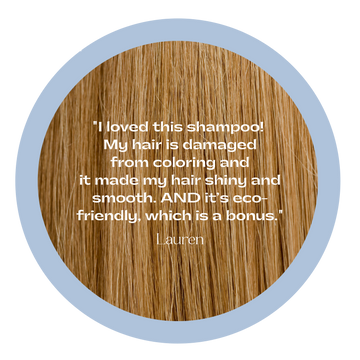 "I loved this shampoo!
My hair is damaged
from coloring and
it made my hair shiny and
smooth. AND it's eco-
friendly, which is a bonus."
Lauren